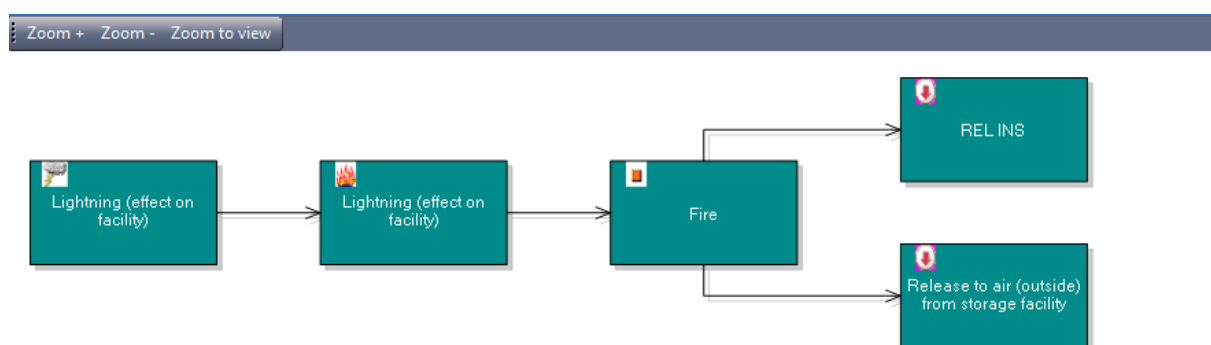 Zoom + Zoom - Zoom to view
REL INS
Lightning (effect on
facility)
Lightning (effect on
facility)
Fire
Release to air (outside)
from storage facility